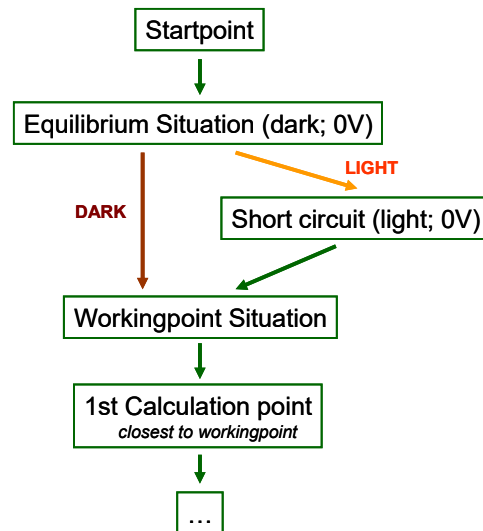 Startpoint
Equilibrium Situation (dark; 0V)
LIGHT
DARK
Short circuit (light; 0V)
Workingpoint Situation
1st Calculation point
closest to workingpoint
...